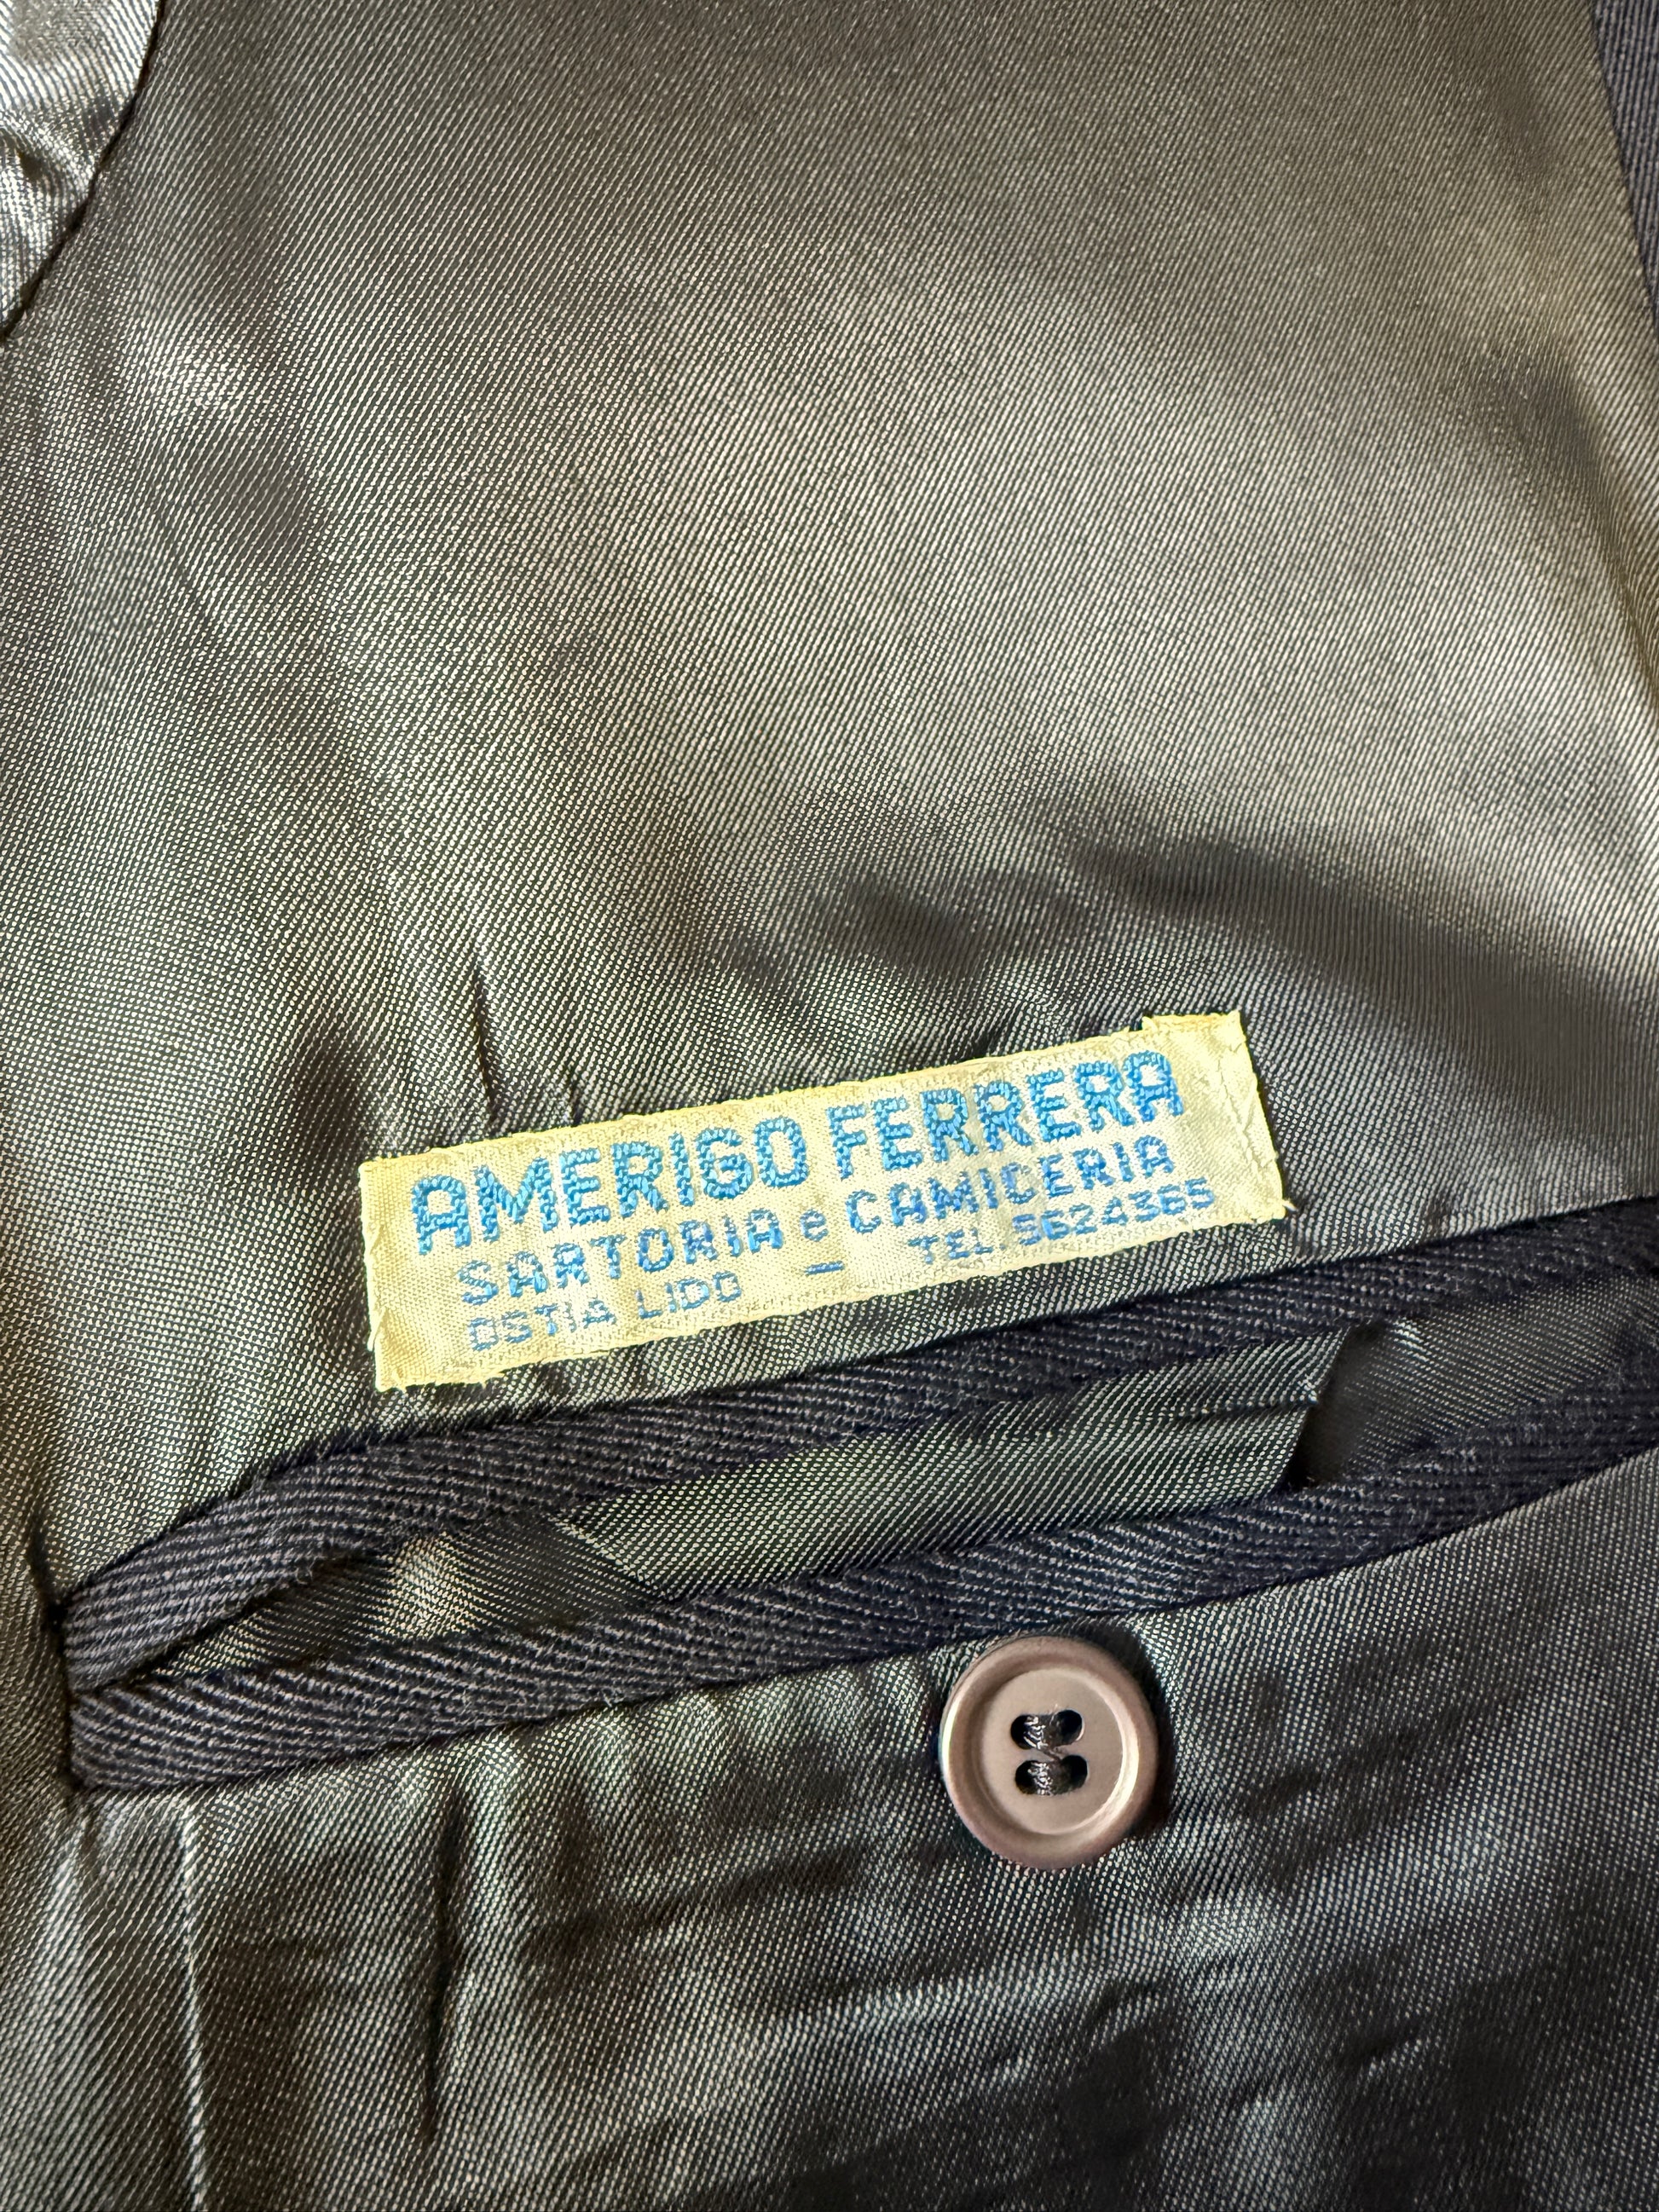 AMERIGO FERRERA
SARTORIA e CAMICERIA
OSTIA LIDO — TEL. 5624365